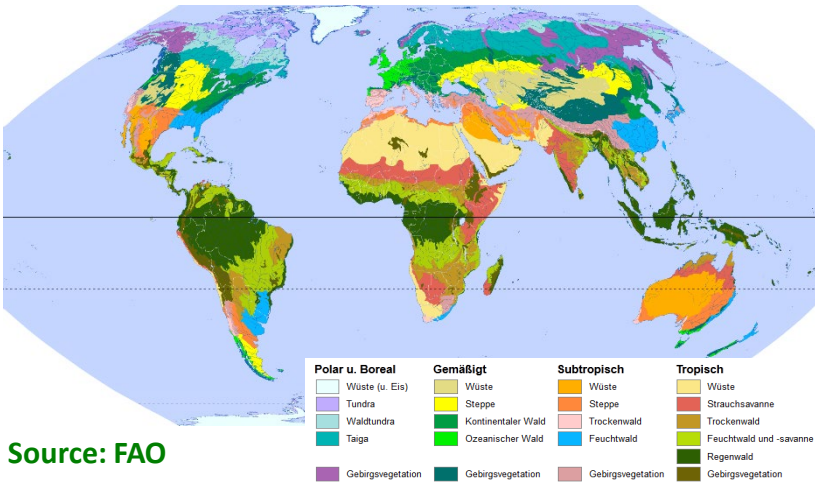 Polar u. Boreal Gemäßigt Subtropisch Tropisch
Wüste (u. Eis) Wüste Wüste Wüste
Tundra Steppe Steppe Strauchsavanne
Waldtundra Kontinentaler Wald Trockenwald Trockenwald
Taiga Ozeanischer Wald Feuchtwald Feuchtwald und -savanne
Regenwald
Gebirgsvegetation Gebirgsvegetation Gebirgsvegetation Gebirgsvegetation
Source: FAO